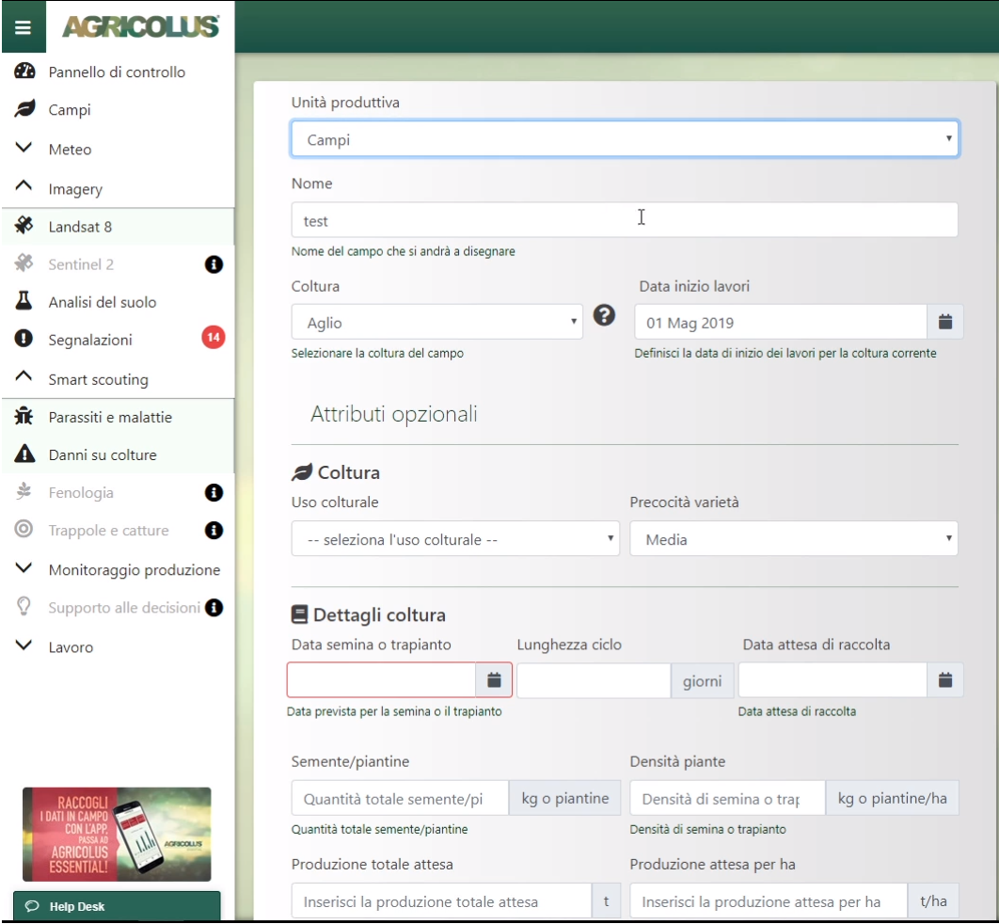 AGRICOLUS
Pannello di controllo
Campi
Meteo
Imagery
Landsat 8
Sentinel 2
Analisi del suolo
Segnalazioni
14
Smart scouting
Parassiti e malattie
Danni su colture
Fenologia
Trappole e catture
Monitoraggio produzione
Supporto alle decisioni
Lavoro
RACCOGLI
I DATI IN CAMPO
CON L'APP.
PASSA AD
AGRICOLUS
ESSENTIAL!
AGRICOLUS
Help Desk
Unità produttiva
Campi
Nome
test
Nome del campo che si andrà a disegnare
Coltura
Data inizio lavori
Aglio
?
01 Mag 2019
Selezionare la coltura del campo
Definisci la data di inizio dei lavori per la coltura corrente
Attributi opzionali
Coltura
Uso colturale
Precocità varietà
-- seleziona l'uso colturale --
Media
Dettagli coltura
Data semina o trapianto
Lunghezza ciclo
Data attesa di raccolta
giorni
Data prevista per la semina o il trapianto
Data attesa di raccolta
Semente/piantine
Densità piante
Quantità totale semente/pi
kg o piantine
Densità di semina o trap
kg o piantine/ha
Quantità totale semente/piantine
Densità di semina o trapianto
Produzione totale attesa
Produzione attesa per ha
Inserisci la produzione totale attesa
t
Inserisci la produzione attesa per ha
t/ha